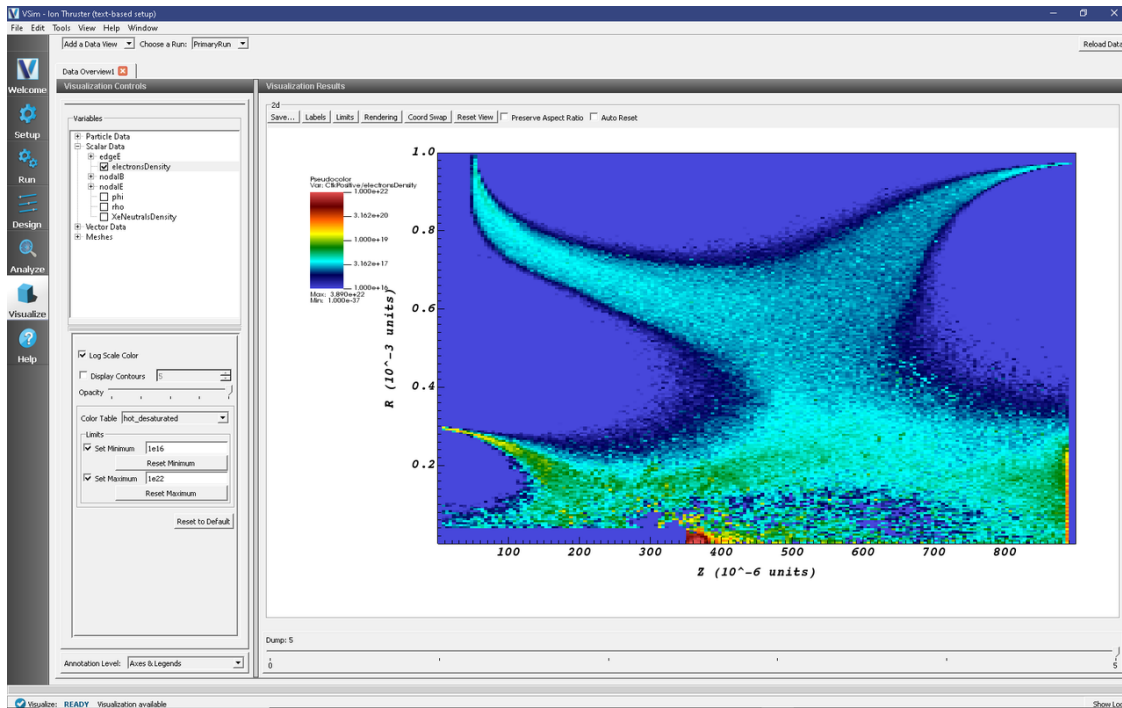 VSim - Ion Thruster (text-based setup)
File Edit Tools View Help Window
Add a Data View Choose a Run: PrimaryRun
Reload Data
Data Overview1
Welcome
Setup
Run
Design
Analyze
Visualize
Help
Visualization Controls
Variables
Particle Data
Scalar Data
edgeE
electronsDensity
nodalB
nodalE
phi
rho
XeNeutralsDensity
Vector Data
Meshes
Log Scale Color
Display Contours 5
Opacity
Color Table hot_desaturated
Limits
Set Minimum 1e16
Reset Minimum
Set Maximum 1e22
Reset Maximum
Reset to Default
Annotation Level: Axes & Legends
Visualization Results
2d
Save... Labels Limits Rendering Coord Swap Reset View Preserve Aspect Ratio Auto Reset
Pseudocolor
Var: CfkPositive/electronsDensity
1.000e+22
3.162e+20
1.000e+19
3.162e+17
1.000e+16
Max: 3.890e+22
Min: 1.000e-37
1.0
0.8
0.6
0.4
0.2
R (10^-3 units)
100 200 300 400 500 600 700 800
Z (10^-6 units)
Dump: 5
0 5
Visualize: READY Visualization available
Show Log